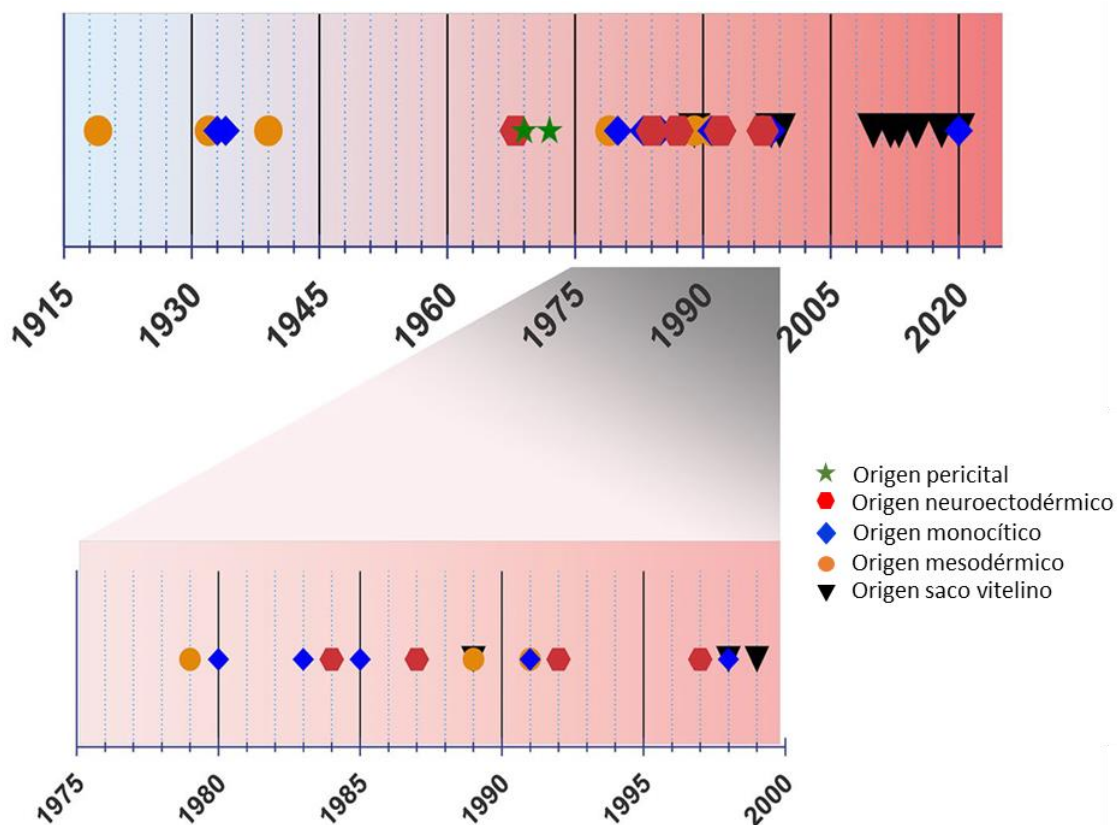 1915
1930
1945
1960
1975
1990
2005
2020
Origen pericital
Origen neuroectodérmico
Origen monocítico
Origen mesodérmico
Origen saco vitelino
1975
1980
1985
1990
1995
2000